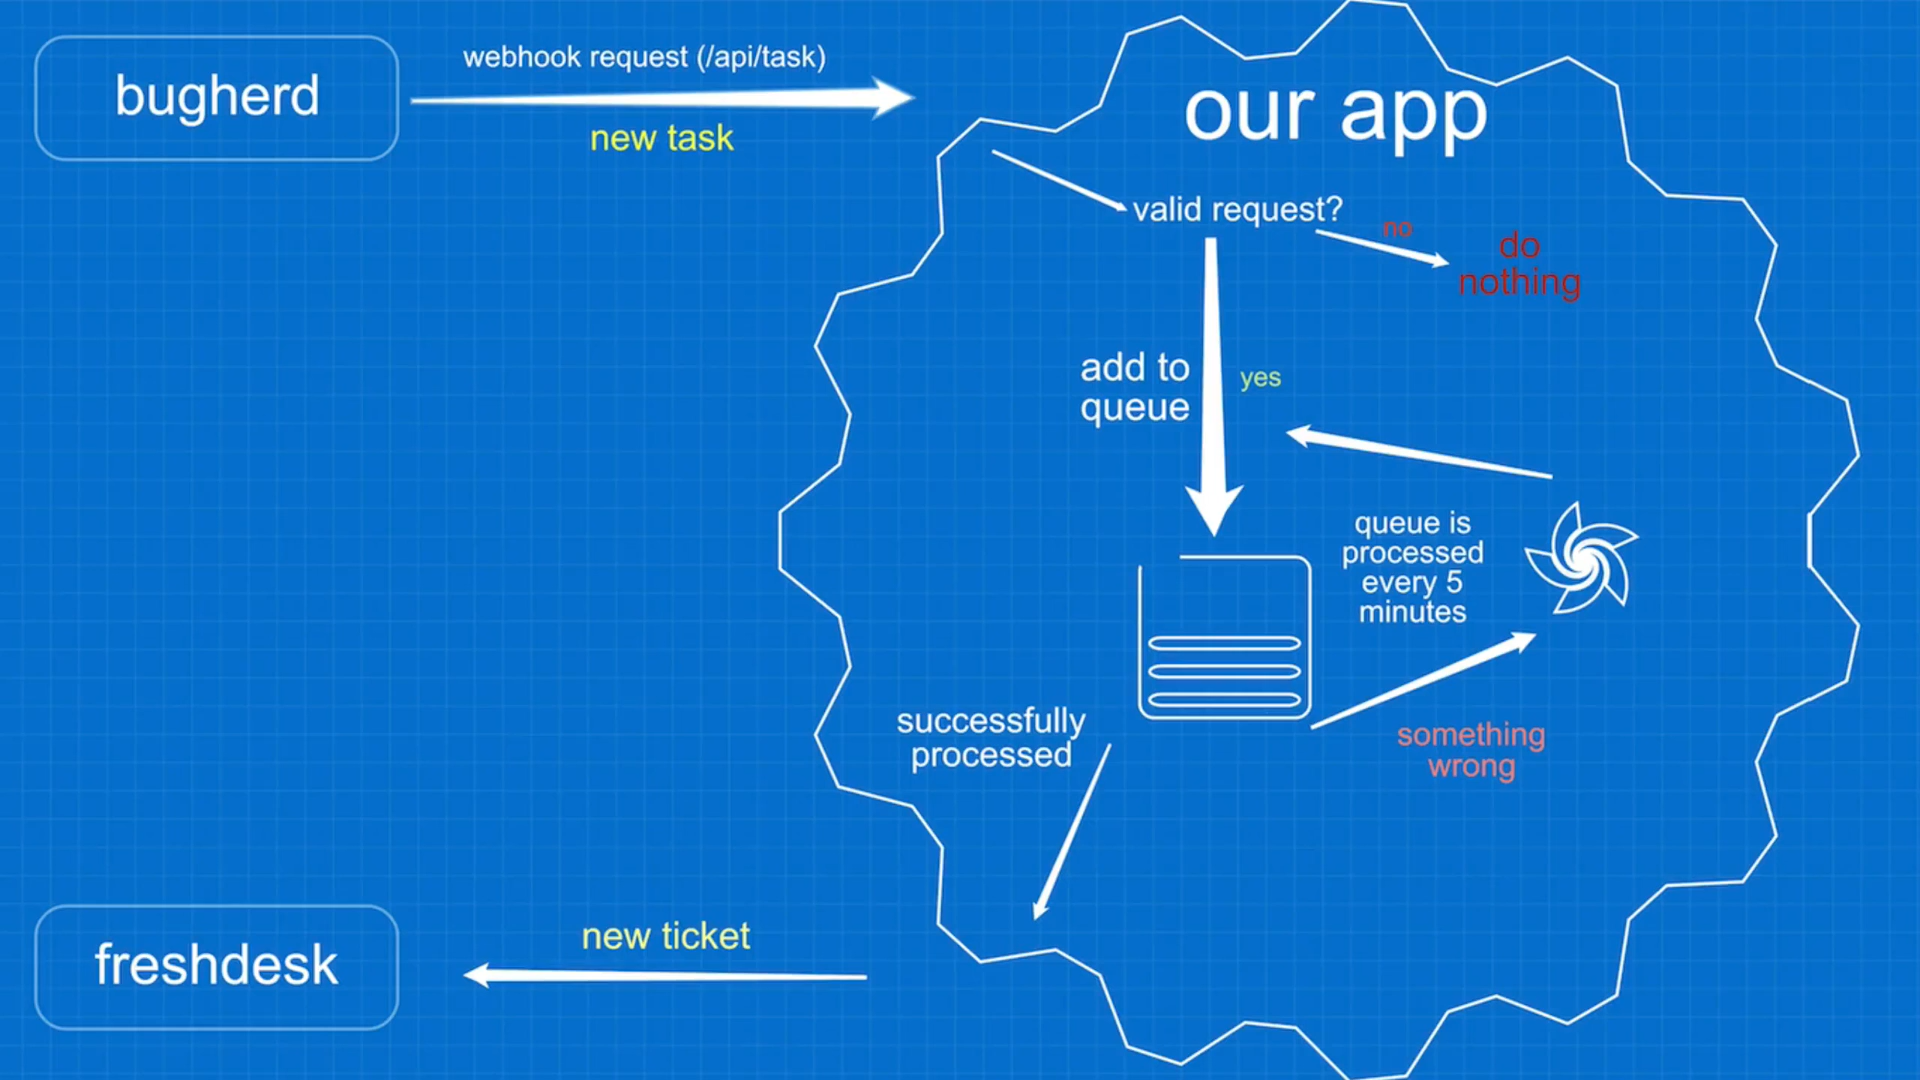 bugherd
webhook request (/api/task)
new task
our app
valid request?
no
do
nothing
add to
queue
yes
queue is
processed
every 5
minutes
something
wrong
successfully
processed
new ticket
freshdesk